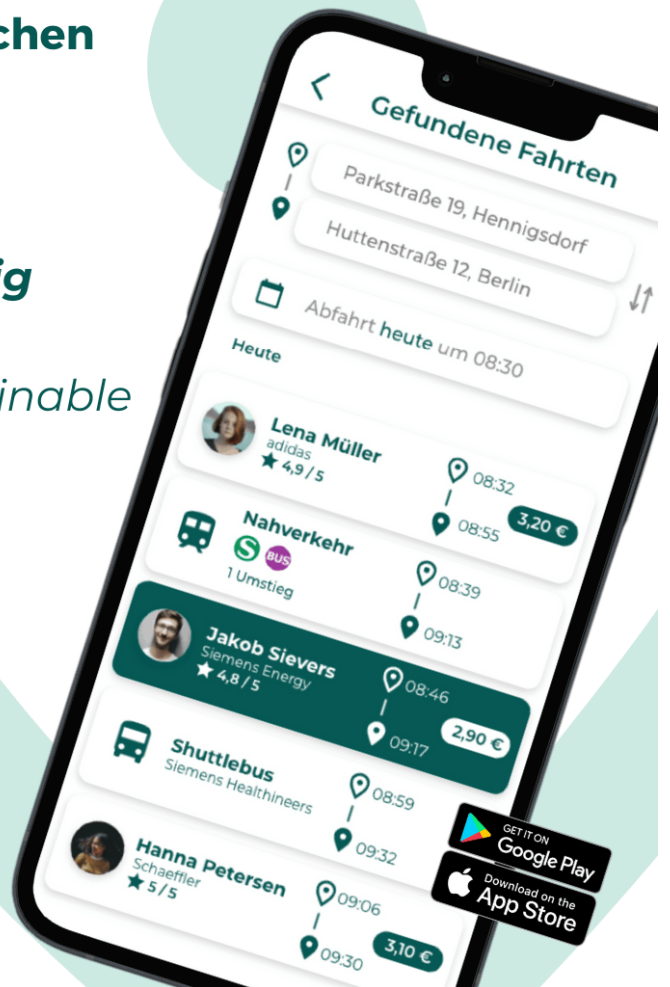 chen
ig
inable
Gefundene Fahrten
Parkstraße 19, Hennigsdorf
Huttenstraße 12, Berlin
Abfahrt heute um 08:30
Heute
Lena Müller
adidas
4,9 / 5
08:32
08:55
3,20 €
Nahverkehr
S BUS
1 Umstieg
08:39
09:13
Jakob Sievers
Siemens Energy
4,8 / 5
08:46
09:17
2,90 €
Shuttlebus
Siemens Healthineers
08:59
09:32
Hanna Petersen
Schaeffler
5 / 5
09:06
09:30
3,10 €
GET IT ON
Google Play
Download on the
App Store